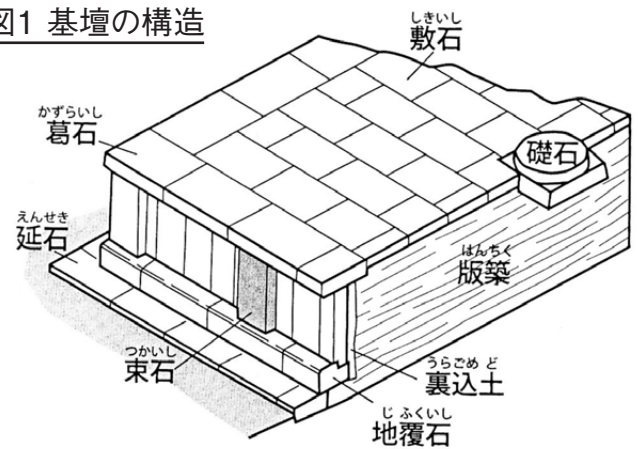 図1 基壇の構造
しきいし
敷石
かずらいし
葛石
礎石
えんせき
延石
はんちく
版築
つかいし
束石
うらごめ ど
裏込土
じ ふくいし
地覆石